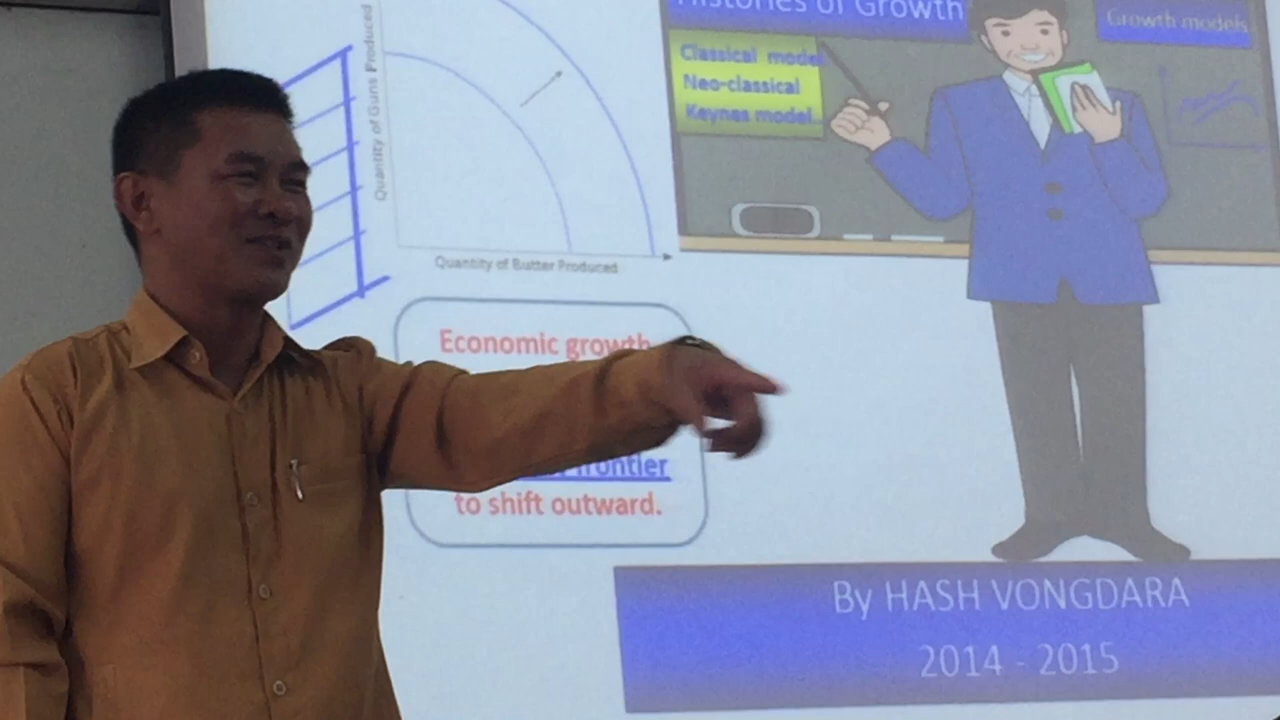 Histories of Growth
Growth models
Classical model
Neo-classical
Keynes model
Quantity of Guns Produced
Quantity of Butter Produced
Economic growth
frontier
to shift outward.
By HASH VONGDARA
2014 - 2015